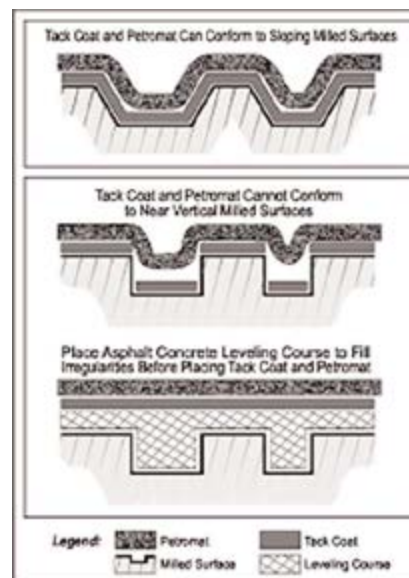 Tack Coat and Petromat Can Conform to Sloping Milled Surfaces
Tack Coat and Petromat Cannot Conform
to Near Vertical Milled Surfaces
Place Asphalt Concrete Leveling Course to Fill
Irregularities Before Placing Tack Coat and Petromat
Legend: Petromat Tack Coat
Milled Surface Leveling Course